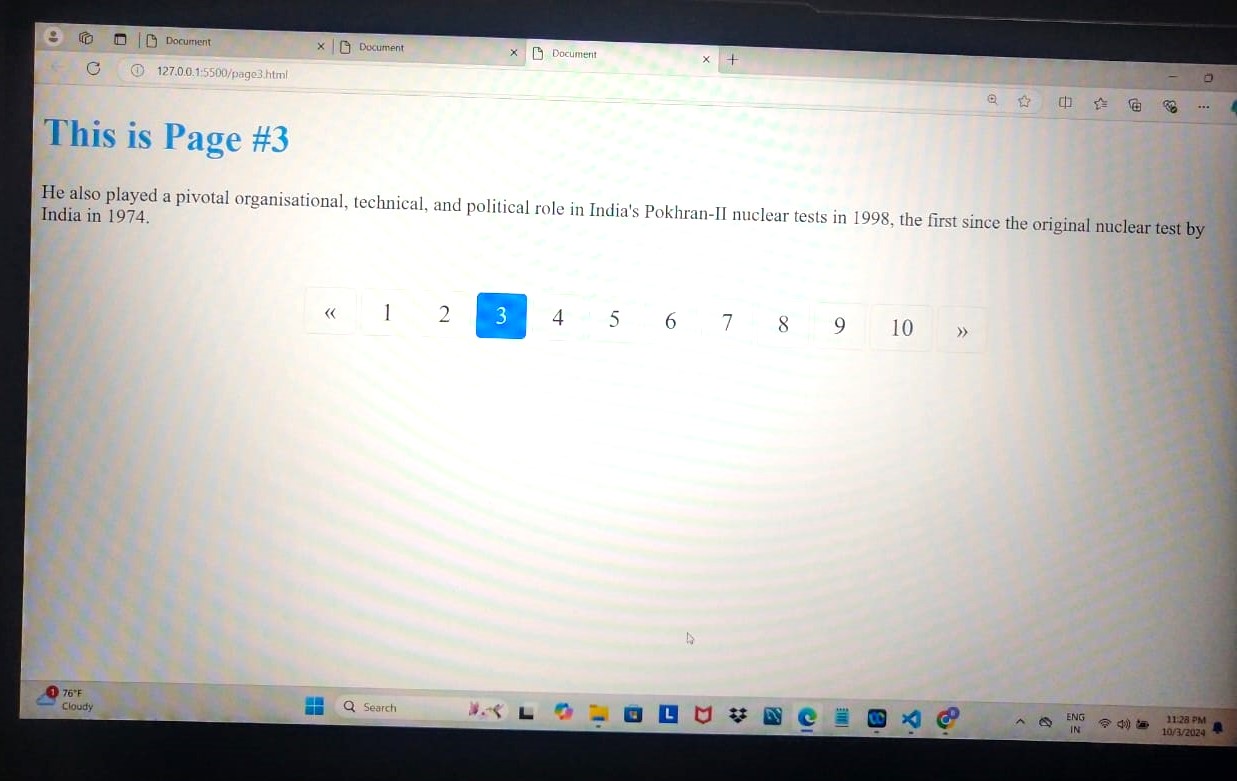 Document
Document
Document
127.0.0.1:5500/page3.html
This is Page #3
He also played a pivotal organisational, technical, and political role in India's Pokhran-II nuclear tests in 1998, the first since the original nuclear test by
India in 1974.
« 1 2 3 4 5 6 7 8 9 10 »
1
76°F
Cloudy
Search
L
ENG
IN
11:28 PM
10/3/2024